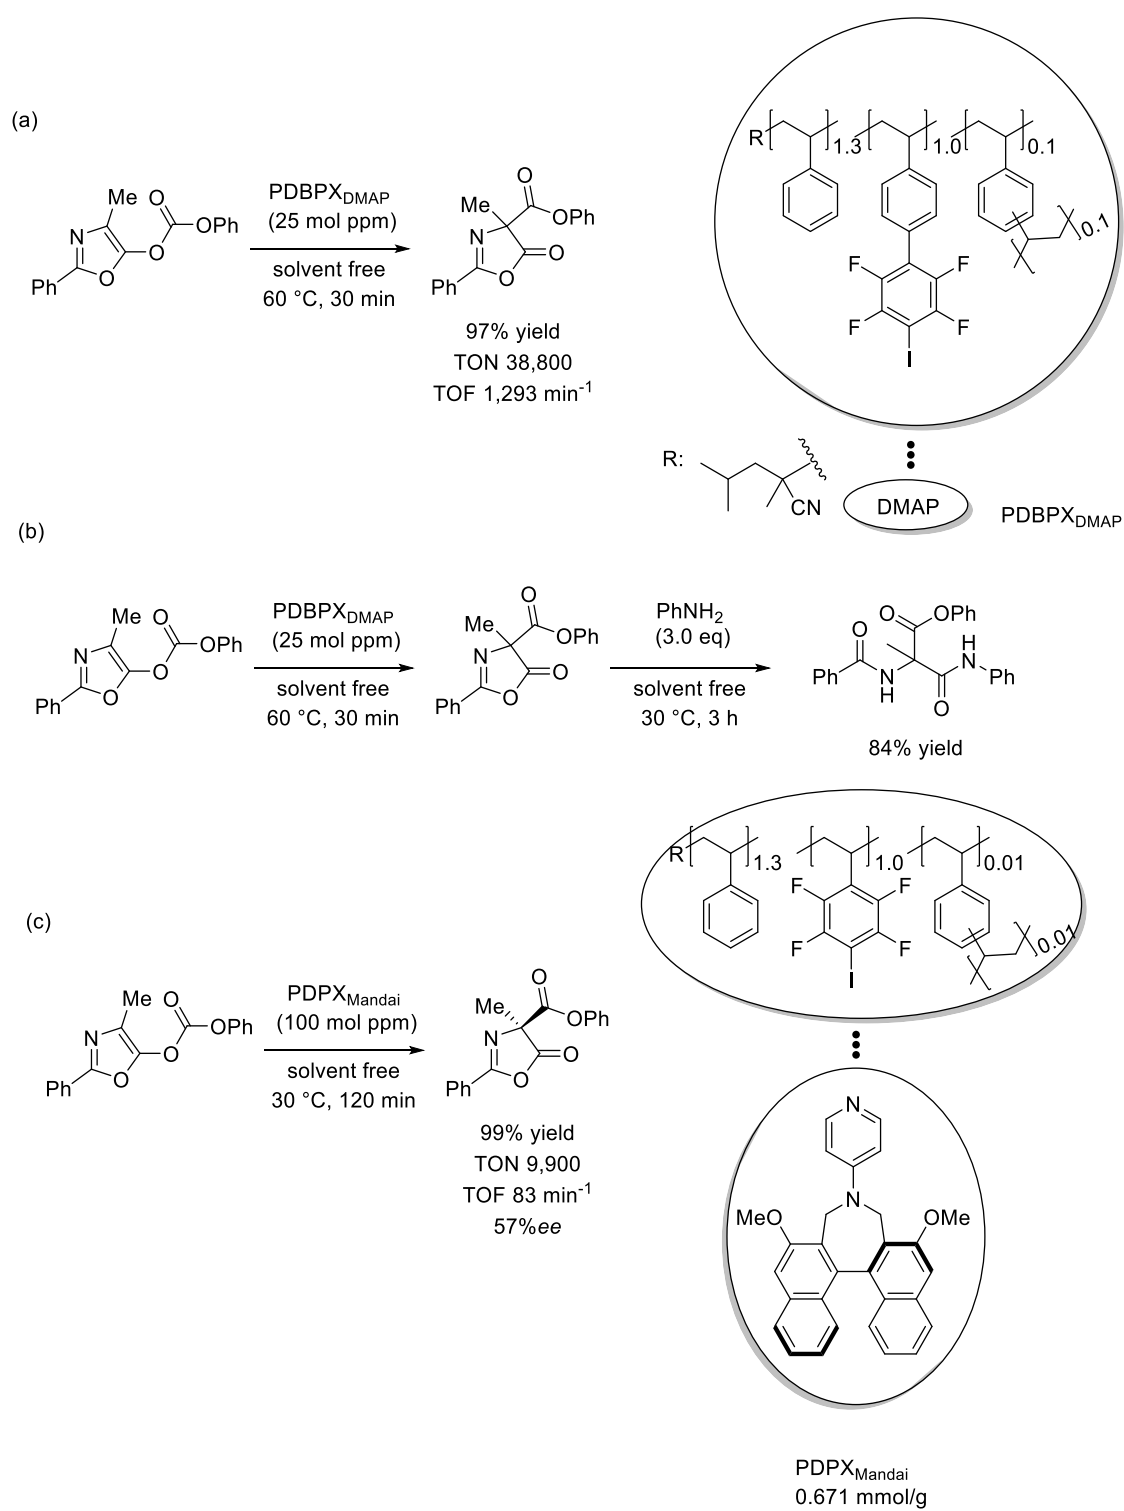 (a)
Me
O
OPh
N
O
O
Ph
PDBPX_DMAP
(25 mol ppm)
solvent free
60 °C, 30 min
O
Me
OPh
N
O
O
Ph
97% yield
TON 38,800
TOF 1,293 min⁻¹
R
1.3
1.0
0.1
0.1
F
F
F
F
I
R:
CN
DMAP
PDBPX_DMAP
(b)
Me
O
OPh
N
O
O
Ph
PDBPX_DMAP
(25 mol ppm)
solvent free
60 °C, 30 min
O
Me
OPh
N
O
O
Ph
PhNH₂
(3.0 eq)
solvent free
30 °C, 3 h
O
OPh
O
H
N
Ph
N
H
Ph
O
84% yield
R
1.3
1.0
0.01
0.01
F
F
F
F
I
(c)
Me
O
OPh
N
O
O
Ph
PDPX_Mandai
(100 mol ppm)
solvent free
30 °C, 120 min
O
Me
OPh
N
O
O
Ph
99% yield
TON 9,900
TOF 83 min⁻¹
57%ee
N
N
MeO
OMe
PDPX_Mandai
0.671 mmol/g